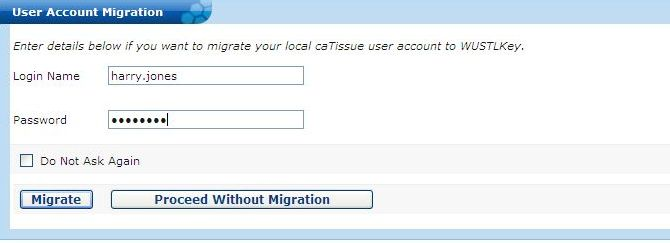 User Account Migration
Enter details below if you want to migrate your local caTissue user account to WUSTLKey.
Login Name harry.jones
Password ••••••••
Do Not Ask Again
Migrate Proceed Without Migration